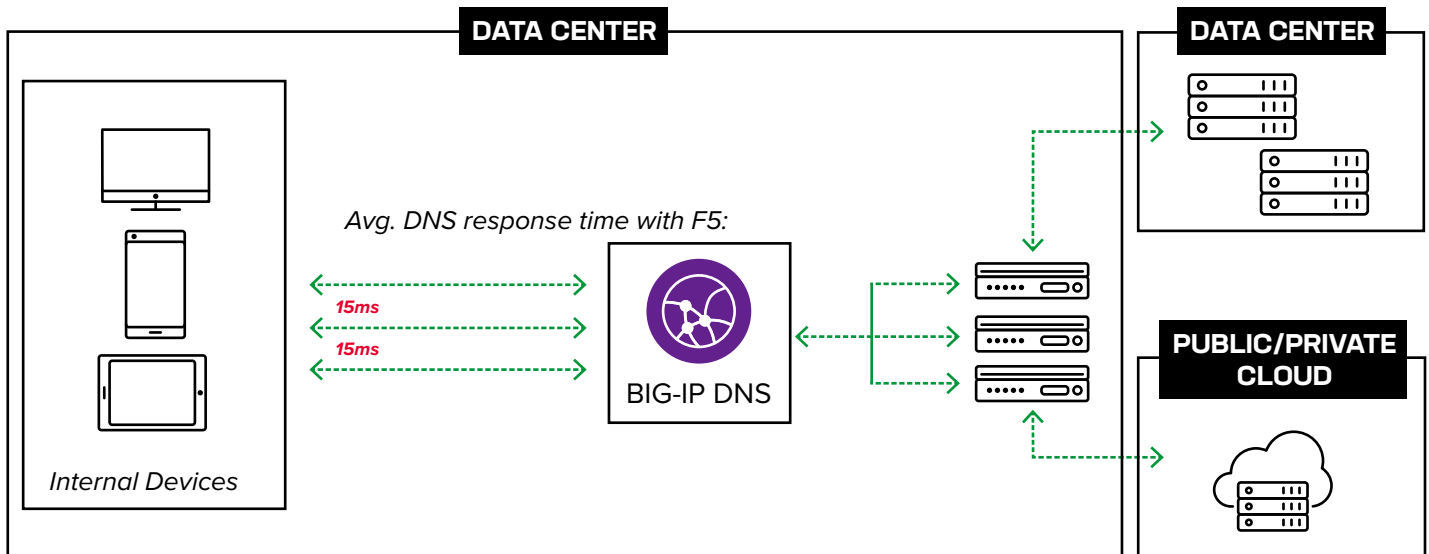 DATA CENTER
DATA CENTER
Avg. DNS response time with F5:
15ms
15ms
BIG-IP DNS
Internal Devices
PUBLIC/PRIVATE
CLOUD